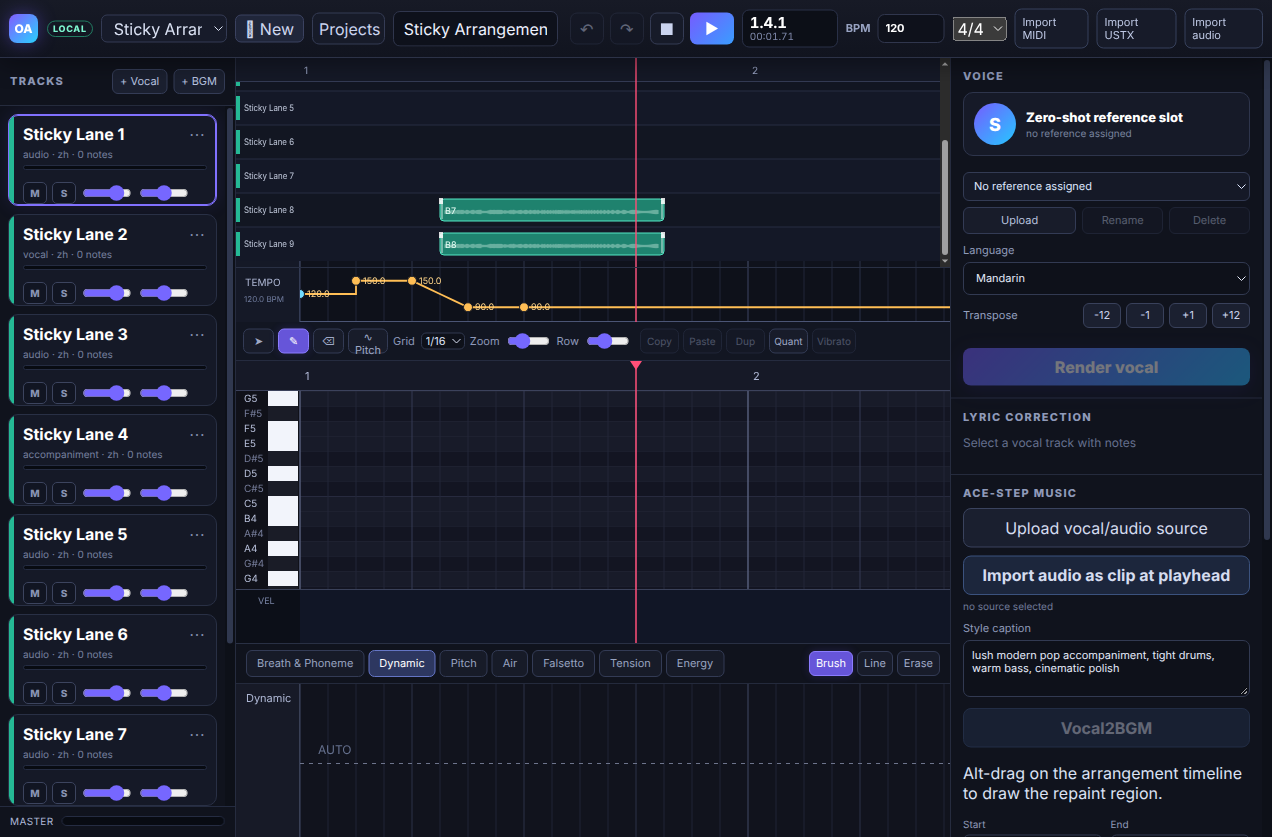 OA LOCAL Sticky Arrar New Projects Sticky Arrangemen 1.4.1 00:01.71 BPM 120 4/4 Import MIDI Import USTX Import audio
TRACKS + Vocal + BGM
Sticky Lane 1 ...
audio · zh · 0 notes
M S
Sticky Lane 2 ...
vocal · zh · 0 notes
M S
Sticky Lane 3 ...
audio · zh · 0 notes
M S
Sticky Lane 4 ...
accompaniment · zh · 0 notes
M S
Sticky Lane 5 ...
audio · zh · 0 notes
M S
Sticky Lane 6 ...
audio · zh · 0 notes
M S
Sticky Lane 7 ...
audio · zh · 0 notes
M S
MASTER
1 2
Sticky Lane 5
Sticky Lane 6
Sticky Lane 7
Sticky Lane 8 B7
Sticky Lane 9 B8
TEMPO
120.0 BPM
120.0 150.0 150.0 90.0 90.0
Pitch Grid 1/16 Zoom Row Copy Paste Dup Quant Vibrato
1 2
G5
F#5
F5
E5
D#5
D5
C#5
C5
B4
A#4
A4
G#4
G4
VEL
Breath & Phoneme Dynamic Pitch Air Falsetto Tension Energy Brush Line Erase
Dynamic
AUTO
VOICE
S Zero-shot reference slot
no reference assigned
No reference assigned
Upload Rename Delete
Language
Mandarin
Transpose -12 -1 +1 +12
Render vocal
LYRIC CORRECTION
Select a vocal track with notes
ACE-STEP MUSIC
Upload vocal/audio source
Import audio as clip at playhead
no source selected
Style caption
lush modern pop accompaniment, tight drums,
warm bass, cinematic polish
Vocal2BGM
Alt-drag on the arrangement timeline
to draw the repaint region.
Start End